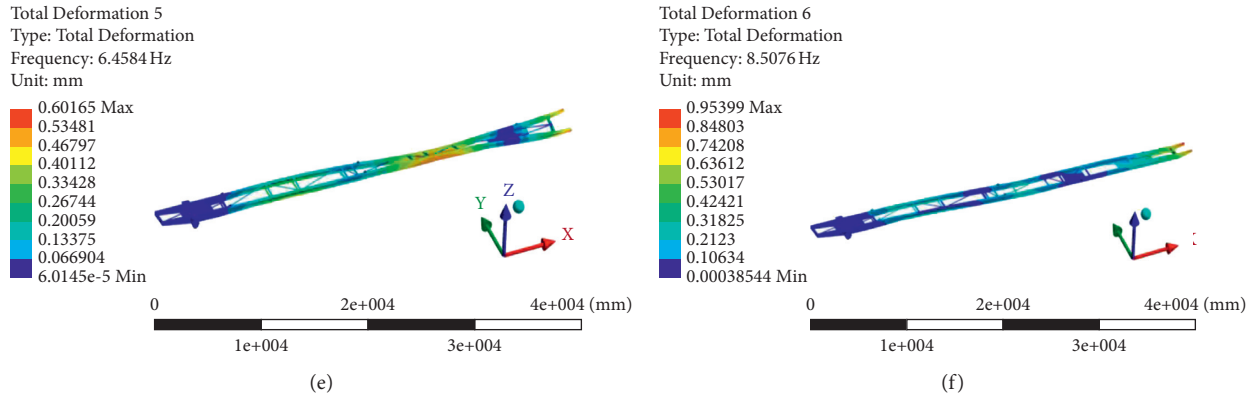 Total Deformation 5
Type: Total Deformation
Frequency: 6.4584 Hz
Unit: mm
0.60165 Max
0.53481
0.46797
0.40112
0.33428
0.26744
0.20059
0.13375
0.066904
6.0145e-5 Min
Y
Z
X
0
2e+004
4e+004 (mm)
1e+004
3e+004
(e)
Total Deformation 6
Type: Total Deformation
Frequency: 8.5076 Hz
Unit: mm
0.95399 Max
0.84803
0.74208
0.63612
0.53017
0.42421
0.31825
0.2123
0.10634
0.00038544 Min
0
2e+004
4e+004 (mm)
1e+004
3e+004
(f)